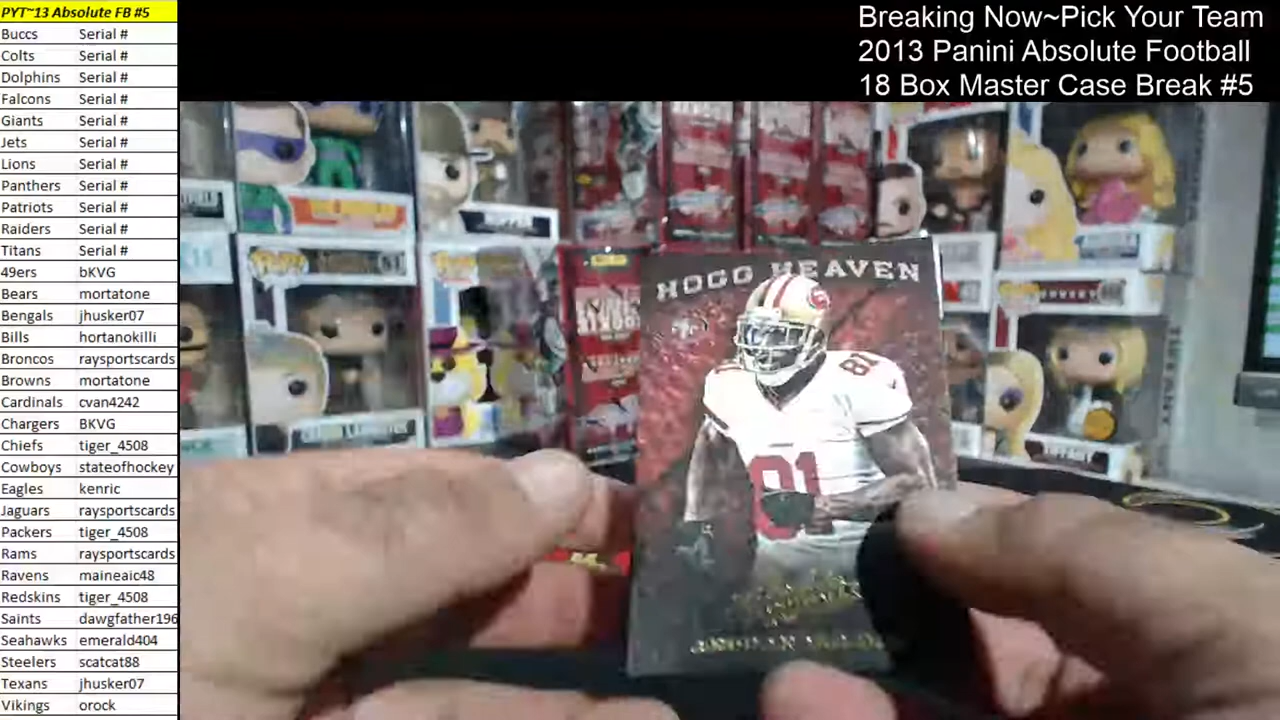 PYT~13 Absolute FB #5
Buccs Serial #
Colts Serial #
Dolphins Serial #
Falcons Serial #
Giants Serial #
Jets Serial #
Lions Serial #
Panthers Serial #
Patriots Serial #
Raiders Serial #
Titans Serial #
49ers bKVG
Bears mortatone
Bengals jhusker07
Bills hortanokilli
Broncos raysportscards
Browns mortatone
Cardinals cvan4242
Chargers BKVG
Chiefs tiger_4508
Cowboys stateofhockey
Eagles kenric
Jaguars raysportscards
Packers tiger_4508
Rams raysportscards
Ravens maineaic48
Redskins tiger_4508
Saints dawgfather196
Seahawks emerald404
Steelers scatcat88
Texans jhusker07
Vikings orock
Breaking Now~Pick Your Team
2013 Panini Absolute Football
18 Box Master Case Break #5
HOGG HEAVEN
81
81